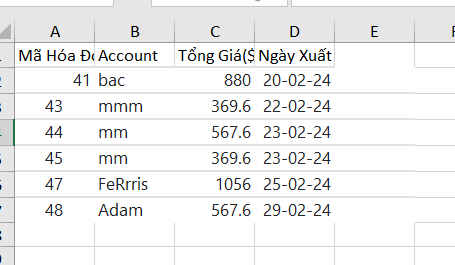 A B C D E
Mã Hóa Đơ Account Tổng Giá($ Ngày Xuất
41 bac 880 20-02-24
43 mmm 369.6 22-02-24
44 mm 567.6 23-02-24
45 mm 369.6 23-02-24
47 FeRrris 1056 25-02-24
48 Adam 567.6 29-02-24